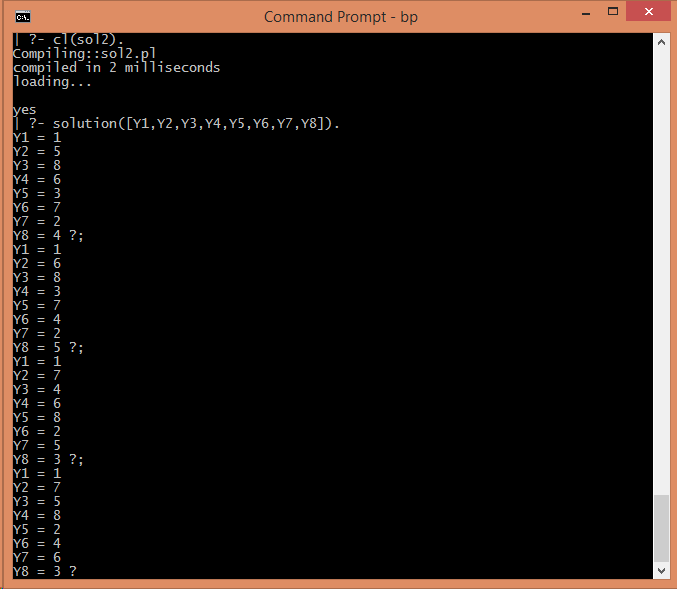 Command Prompt - bp
| ?- cl(sol2).
Compiling::sol2.pl
compiled in 2 milliseconds
loading...
yes
| ?- solution([Y1,Y2,Y3,Y4,Y5,Y6,Y7,Y8]).
Y1 = 1
Y2 = 5
Y3 = 8
Y4 = 6
Y5 = 3
Y6 = 7
Y7 = 2
Y8 = 4 ?;
Y1 = 1
Y2 = 6
Y3 = 8
Y4 = 3
Y5 = 7
Y6 = 4
Y7 = 2
Y8 = 5 ?;
Y1 = 1
Y2 = 7
Y3 = 4
Y4 = 6
Y5 = 8
Y6 = 2
Y7 = 5
Y8 = 3 ?;
Y1 = 1
Y2 = 7
Y3 = 5
Y4 = 8
Y5 = 2
Y6 = 4
Y7 = 6
Y8 = 3 ?